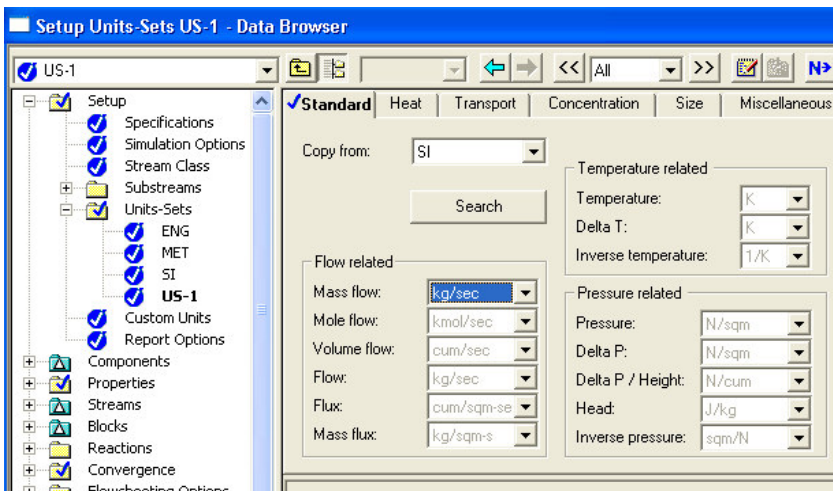 Setup Units-Sets US-1 - Data Browser
US-1
<< All >> N>
Setup
Specifications
Simulation Options
Stream Class
Substreams
Units-Sets
ENG
MET
SI
US-1
Custom Units
Report Options
Components
Properties
Streams
Blocks
Reactions
Convergence
Flowsheeting Options
Standard Heat Transport Concentration Size Miscellaneous
Copy from: SI
Search
Flow related
Mass flow: kg/sec
Mole flow: kmol/sec
Volume flow: cum/sec
Flow: kg/sec
Flux: cum/sqm-se
Mass flux: kg/sqm-s
Temperature related
Temperature: K
Delta T: K
Inverse temperature: 1/K
Pressure related
Pressure: N/sqm
Delta P: N/sqm
Delta P / Height: N/cum
Head: J/kg
Inverse pressure: sqm/N